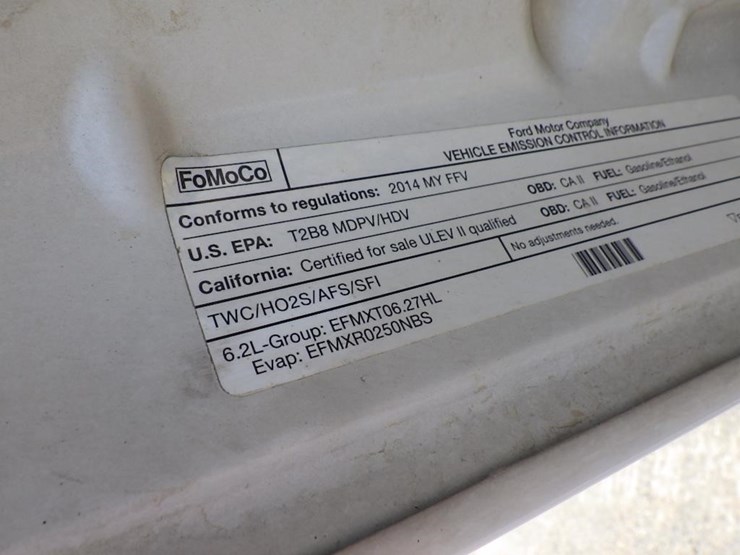 FoMoCo
Ford Motor Company
VEHICLE EMISSION CONTROL INFORMATION
Conforms to regulations: 2014 MY FFV
U.S. EPA: T2B8 MDPV/HDV OBD: CA II FUEL: Gasoline/Ethanol
California: Certified for sale ULEV II qualified OBD: CA II FUEL: Gasoline/Ethanol
TWC/HO2S/AFS/SFI
No adjustments needed.
6.2L-Group: EFMXT06.27HL
Evap: EFMXR0250NBS